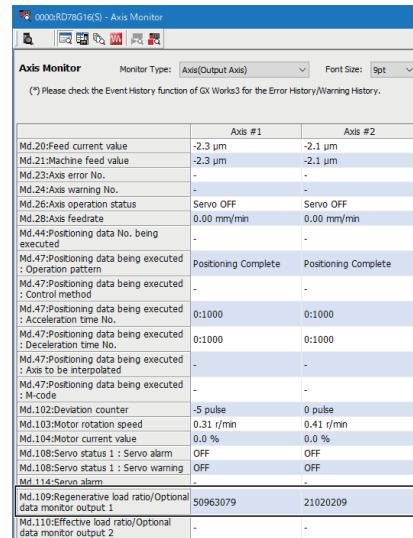 0000:RD78G16(S) - Axis Monitor
Axis Monitor Monitor Type: Axis(Output Axis) Font Size: 9pt
(*) Please check the Event History function of GX Works3 for the Error History/Warning History.
Axis #1 Axis #2
Md.20:Feed current value -2.3 µm -2.1 µm
Md.21:Machine feed value -2.3 µm -2.1 µm
Md.23:Axis error No. - -
Md.24:Axis warning No. - -
Md.26:Axis operation status Servo OFF Servo OFF
Md.28:Axis feedrate 0.00 mm/min 0.00 mm/min
Md.44:Positioning data No. being
executed - -
Md.47:Positioning data being executed
: Operation pattern Positioning Complete Positioning Complete
Md.47:Positioning data being executed
: Control method - -
Md.47:Positioning data being executed
: Acceleration time No. 0:1000 0:1000
Md.47:Positioning data being executed
: Deceleration time No. 0:1000 0:1000
Md.47:Positioning data being executed
: Axis to be interpolated - -
Md.47:Positioning data being executed
: M-code - -
Md.102:Deviation counter -5 pulse 0 pulse
Md.103:Motor rotation speed 0.31 r/min 0.41 r/min
Md.104:Motor current value 0.0 % 0.0 %
Md.108:Servo status 1 : Servo alarm OFF OFF
Md.108:Servo status 1 : Servo warning OFF OFF
Md.114:Servo alarm - -
Md.109:Regenerative load ratio/Optional
data monitor output 1 50963079 21020209
Md.110:Effective load ratio/Optional
data monitor output 2 - -